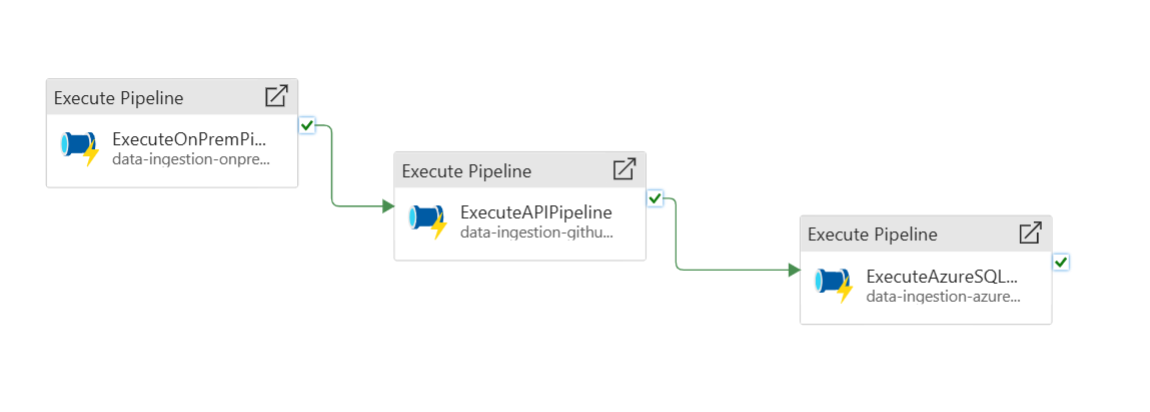 Execute Pipeline
ExecuteOnPremPi...
data-ingestion-onpre...
Execute Pipeline
ExecuteAPIPipeline
data-ingestion-githu...
Execute Pipeline
ExecuteAzureSQL...
data-ingestion-azure...